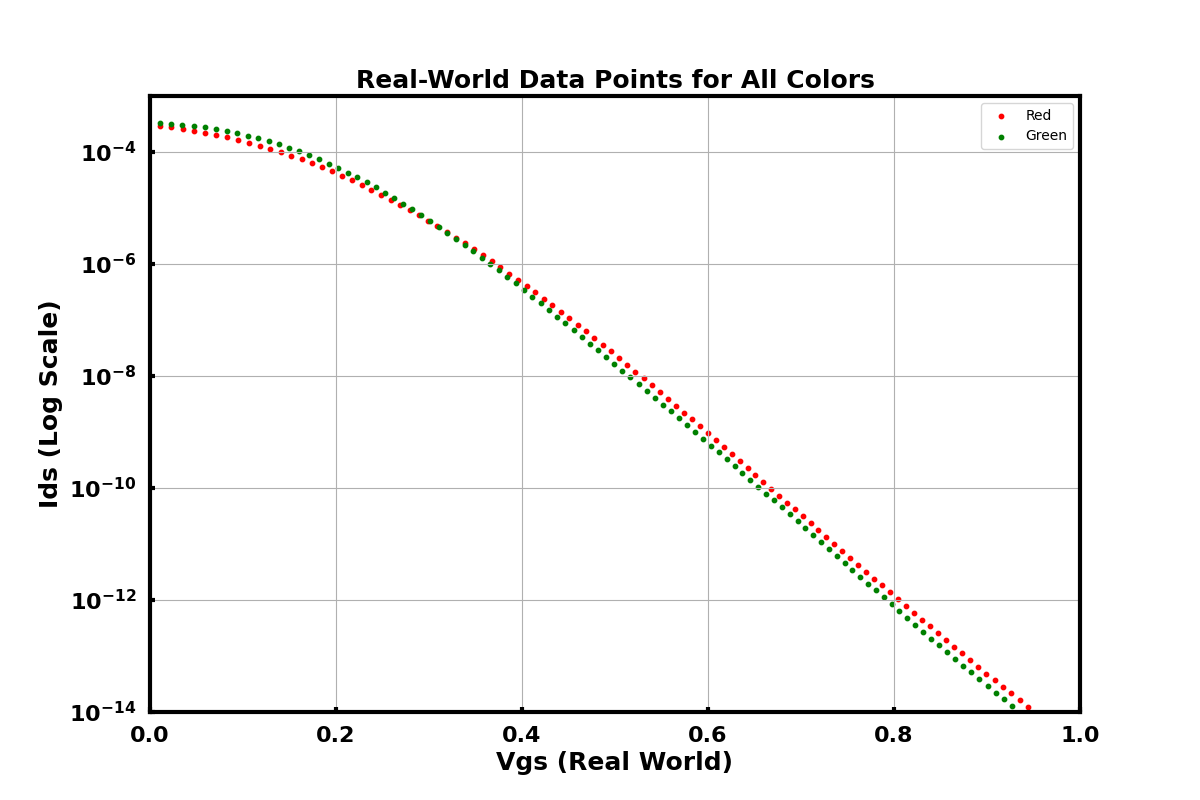 Real-World Data Points for All Colors
Red
Green
10⁻⁴
10⁻⁶
10⁻⁸
10⁻¹⁰
10⁻¹²
10⁻¹⁴
Ids (Log Scale)
0.0 0.2 0.4 0.6 0.8 1.0
Vgs (Real World)